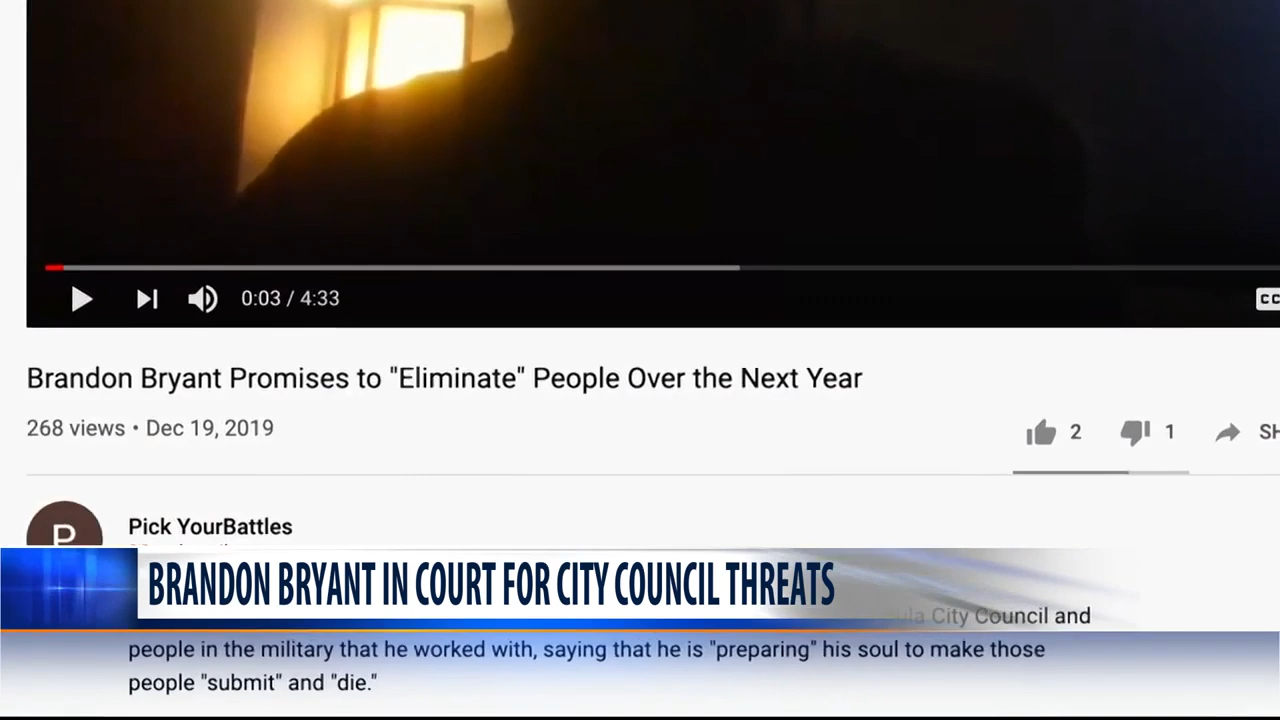 0:03 / 4:33
CC
Brandon Bryant Promises to "Eliminate" People Over the Next Year
268 views • Dec 19, 2019
2
1
SH
P
Pick YourBattles
BRANDON BRYANT IN COURT FOR CITY COUNCIL THREATS
City Council and
people in the military that he worked with, saying that he is "preparing" his soul to make those
people "submit" and "die."